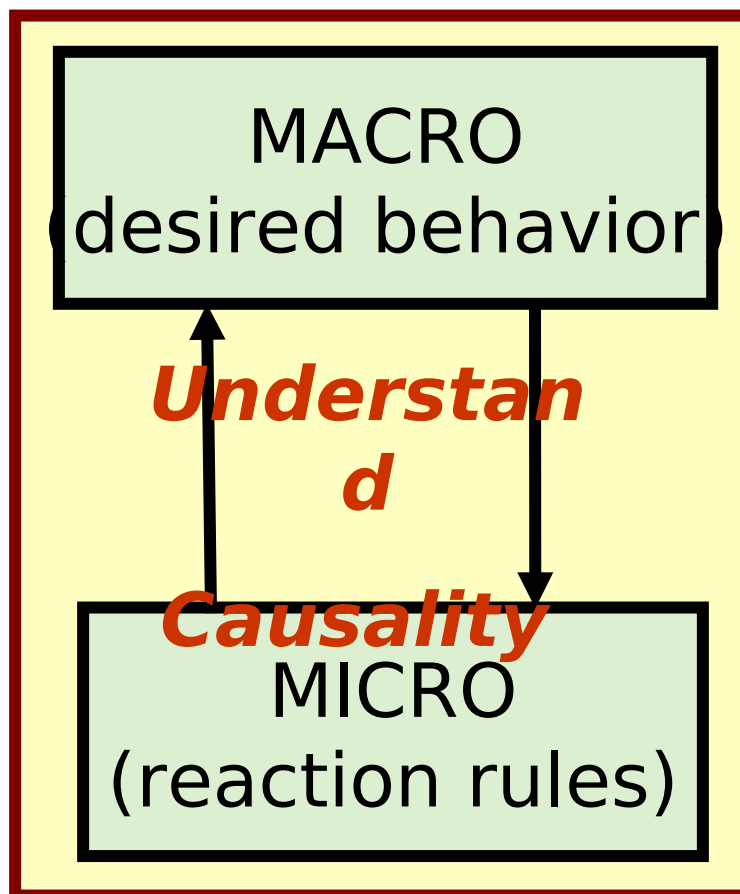 MACRO
(desired behavior)
Understan
d
Causality
MICRO
(reaction rules)